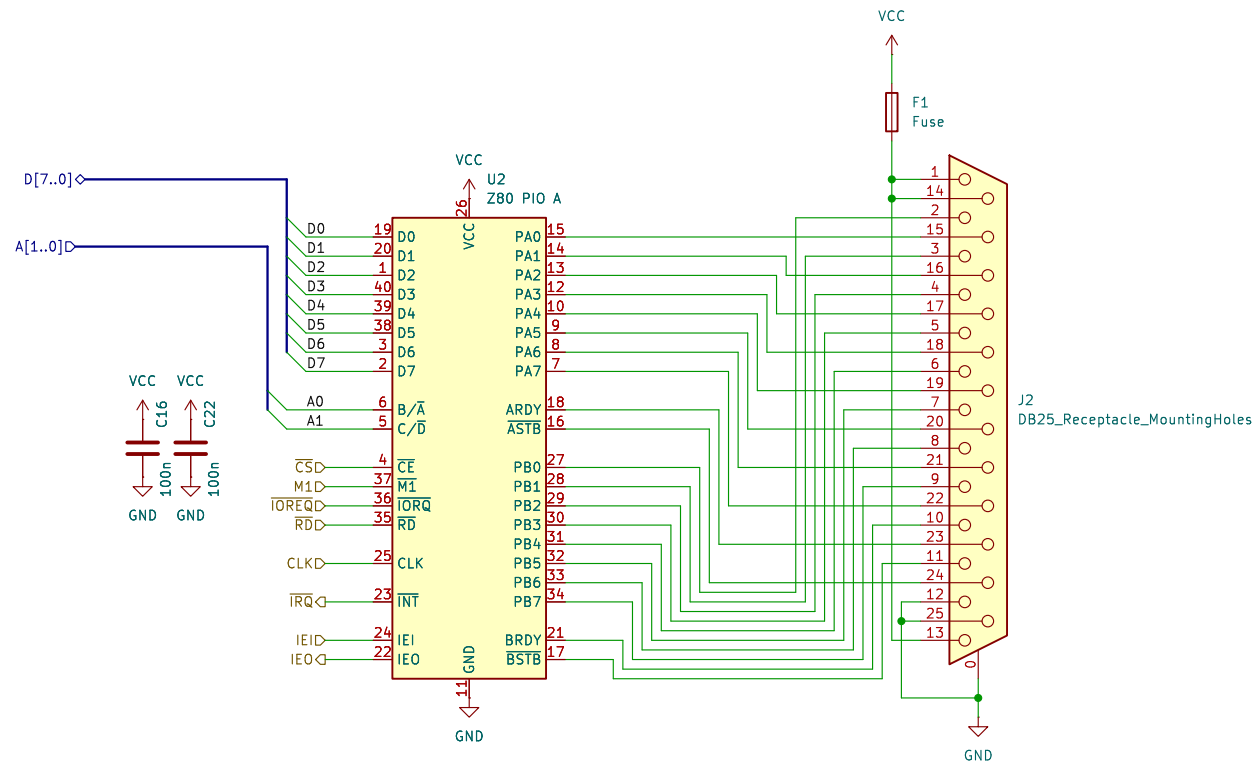 VCC
F1
Fuse
VCC
U2
Z80 PIO A
D[7..0]
A[1..0]
26
VCC
D0 19 D0 PA0 15
D1 20 D1 PA1 14
D2 1 D2 PA2 13
D3 40 D3 PA3 12
D4 39 D4 PA4 10
D5 38 D5 PA5 9
D6 3 D6 PA6 8
D7 2 D7 PA7 7
A0 6 B/A ARDY 18
A1 5 C/D ASTB 16
CS 4 CE PB0 27
M1 37 M1 PB1 28
IOREQ 36 IORQ PB2 29
RD 35 RD PB3 30
PB4 31
CLK 25 CLK PB5 32
PB6 33
IRQ 23 INT PB7 34
IEI 24 IEI BRDY 21
IEO 22 IEO BSTB 17
GND
11
GND
VCC
C16
100n
GND
VCC
C22
100n
GND
1
14
2
15
3
16
4
17
5
18
6
19
7
20
8
21
9
22
10
23
11
24
12
25
13
0
J2
DB25_Receptacle_MountingHoles
GND